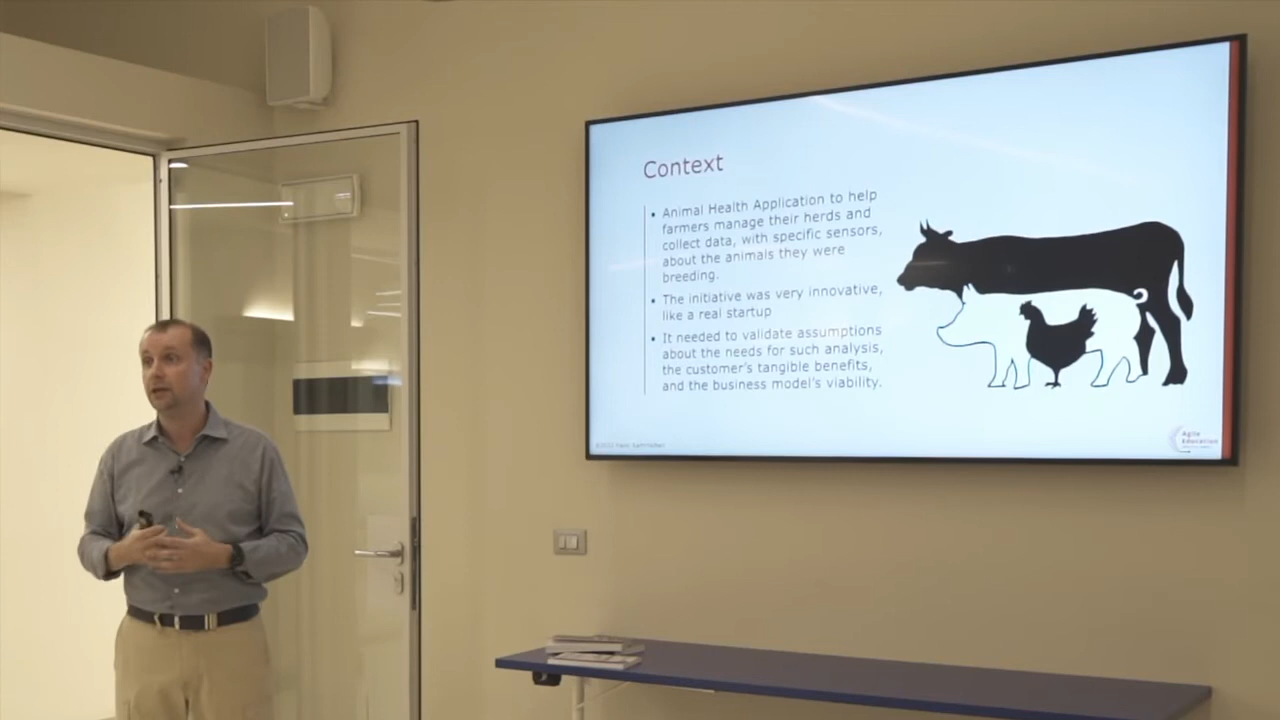 Context
• Animal Health Application to help
farmers manage their herds and
collect data, with specific sensors,
about the animals they were
breeding.
• The initiative was very innovative,
like a real startup
• It needed to validate assumptions
about the needs for such analysis,
the customer's tangible benefits,
and the business model's viability.
Agile
Education